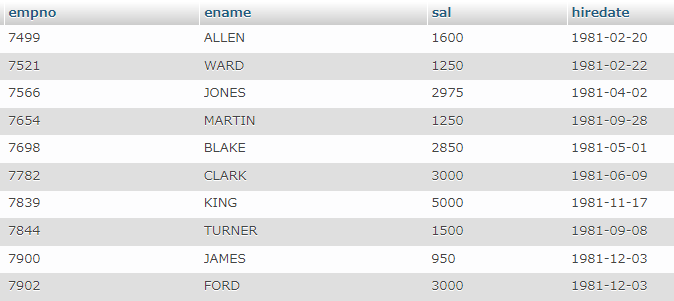 empno ename sal hiredate
7499 ALLEN 1600 1981-02-20
7521 WARD 1250 1981-02-22
7566 JONES 2975 1981-04-02
7654 MARTIN 1250 1981-09-28
7698 BLAKE 2850 1981-05-01
7782 CLARK 3000 1981-06-09
7839 KING 5000 1981-11-17
7844 TURNER 1500 1981-09-08
7900 JAMES 950 1981-12-03
7902 FORD 3000 1981-12-03